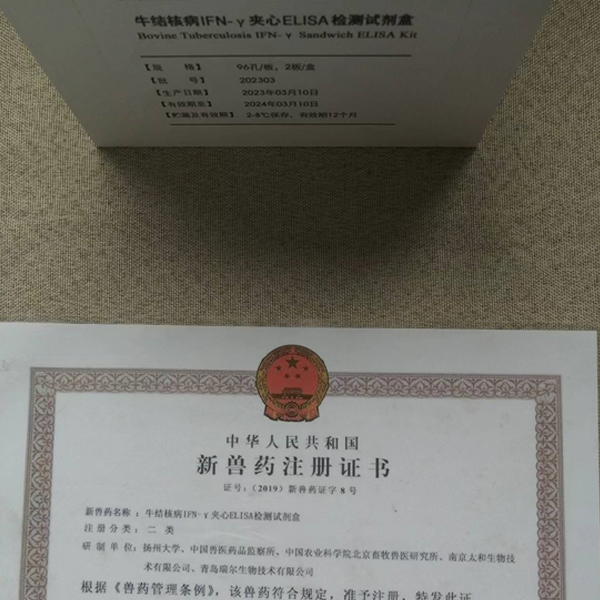 牛结核病IFN-γ夹心ELISA检测试剂盒
Bovine Tuberculosis IFN-γ Sandwich ELISA Kit
【规 格】 96孔/板，2板/盒
【批 号】 202303
【生产日期】 2023年03月10日
【有效期至】 2024年03月10日
【贮藏及有效期】 2-8℃保存，有效期12个月
中华人民共和国
新兽药注册证书
证号：（2019）新兽药证字8号
新兽药名称：牛结核病IFN-γ夹心ELISA检测试剂盒
注册分类：二类
研制单位：扬州大学、中国兽医药品监察所、中国农业科学院北京畜牧兽医研究所、南京太和生物技
术有限公司、青岛瑞尔生物技术有限公司
根据《兽药管理条例》，该兽药符合规定，准予注册，特发此证